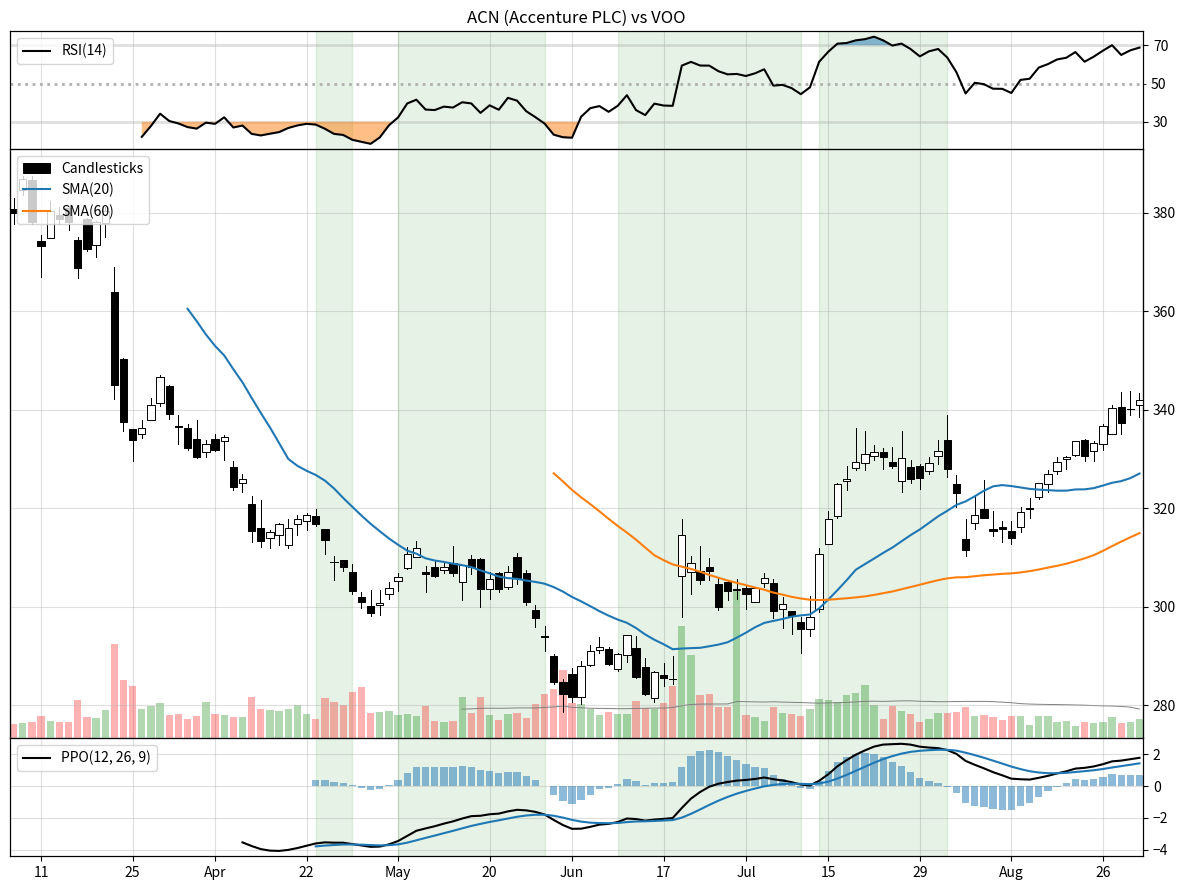 ACN (Accenture PLC) vs VOO
RSI(14)
70
50
30
Candlesticks
SMA(20)
SMA(60)
380
360
340
320
300
280
PPO(12, 26, 9)
2
0
−2
−4
11 25 Apr 22 May 20 Jun 17 Jul 15 29 Aug 26